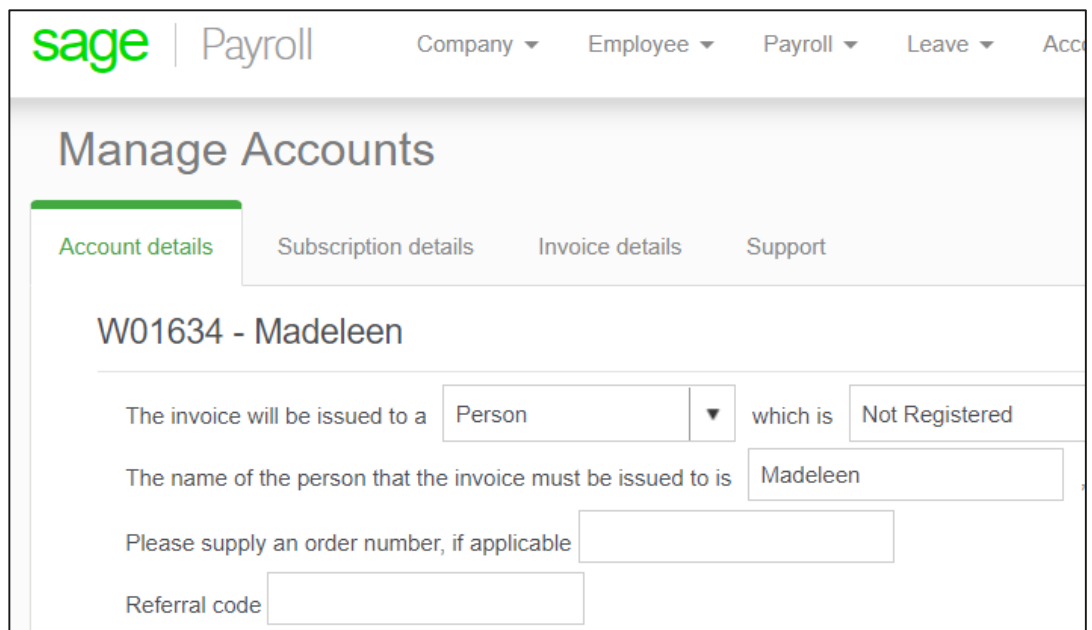 sage Payroll Company Employee Payroll Leave
Manage Accounts
Account details Subscription details Invoice details Support
W01634 - Madeleen
The invoice will be issued to a Person which is Not Registered
The name of the person that the invoice must be issued to is Madeleen ,
Please supply an order number, if applicable
Referral code